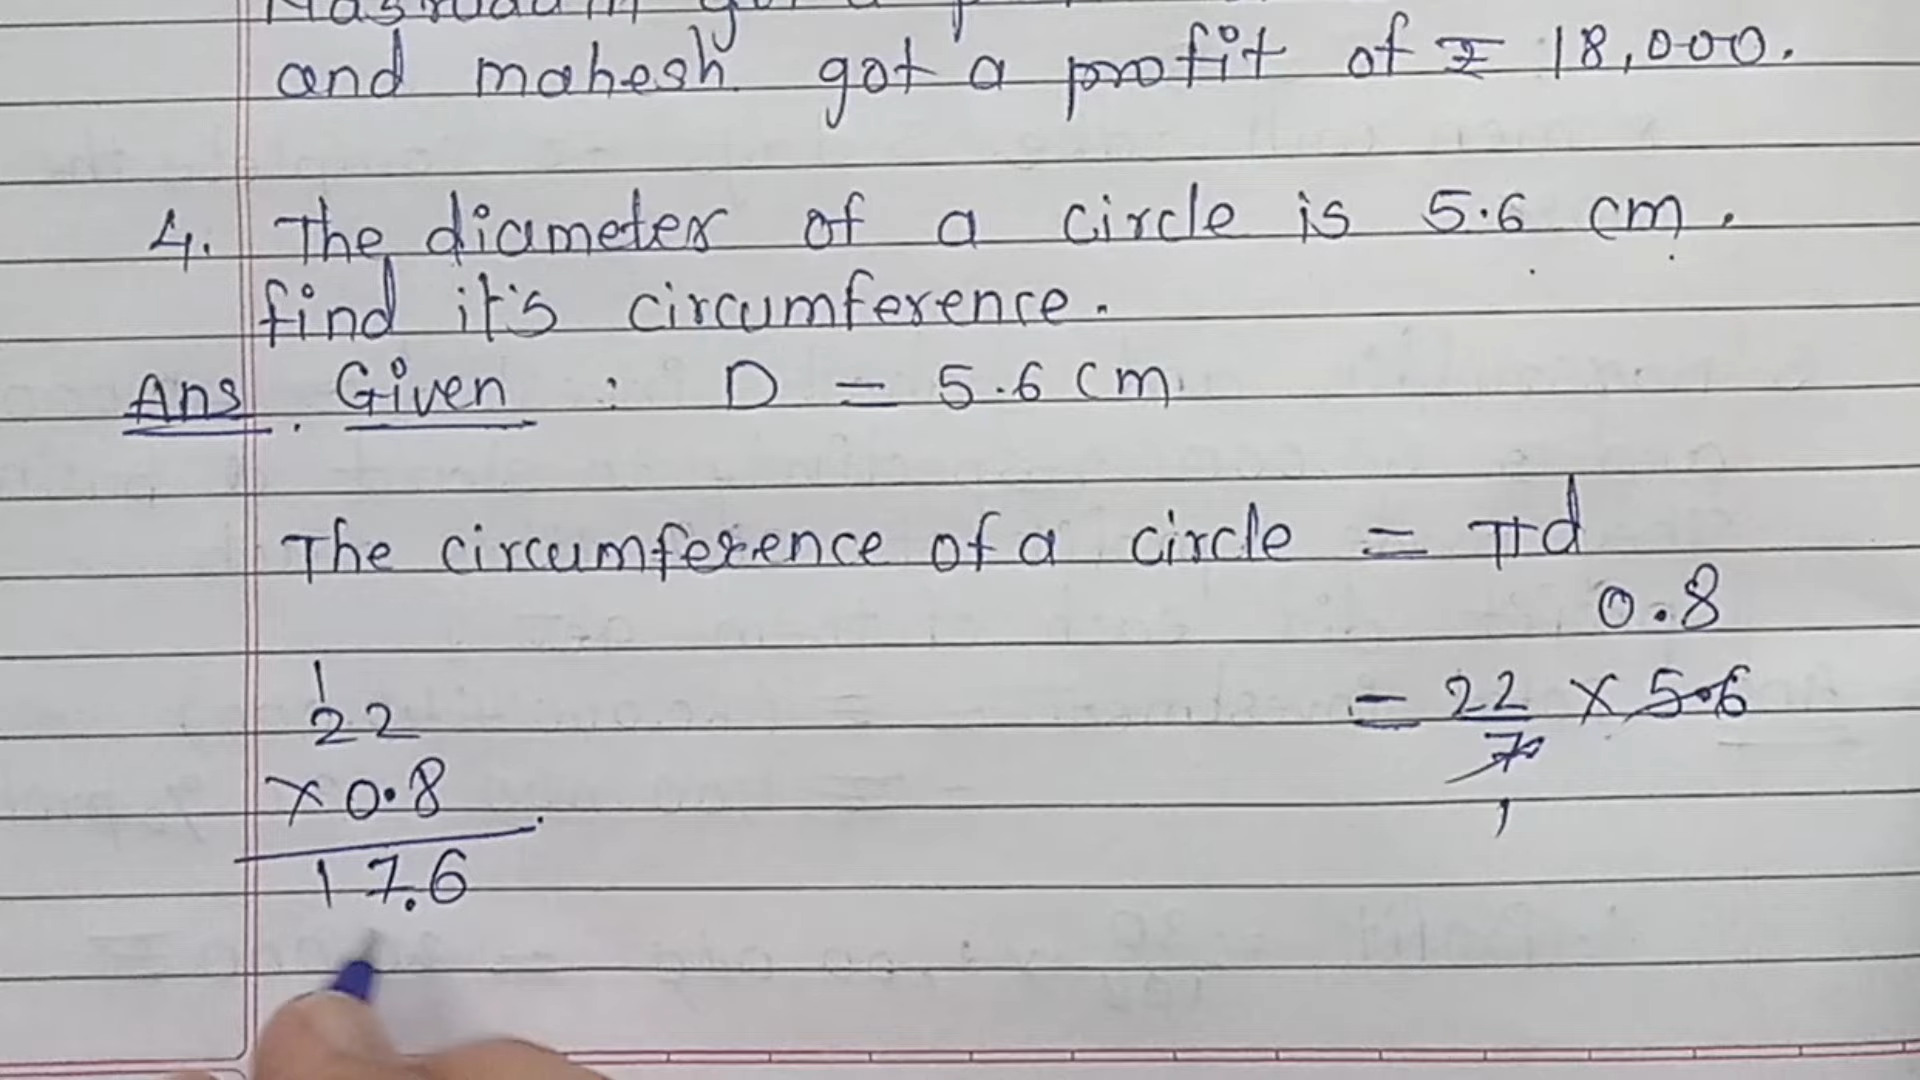 and mahesh got a profit of ₹ 18,000.
4. The diameter of a circle is 5.6 cm.
find it's circumference.
Ans. Given : D = 5.6 cm.
The circumference of a circle = πd
0.8
= 22/7 × 5.6
1
1
22
× 0.8
17.6